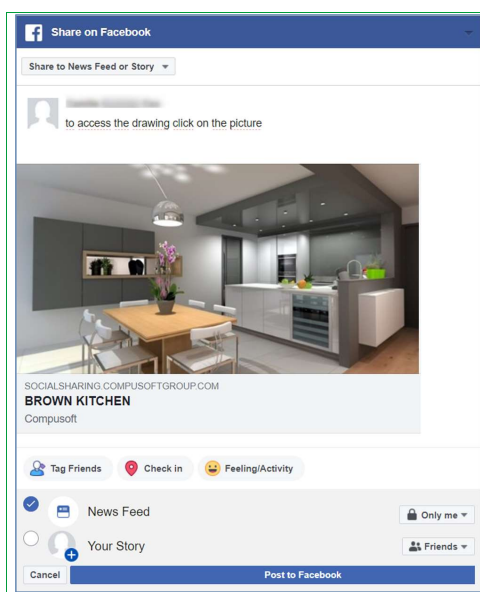 Share on Facebook
Share to News Feed or Story
to access the drawing click on the picture
SOCIALSHARING.COMPUSOFTGROUP.COM
BROWN KITCHEN
Compusoft
Tag Friends Check in Feeling/Activity
News Feed Only me
Your Story Friends
Cancel Post to Facebook